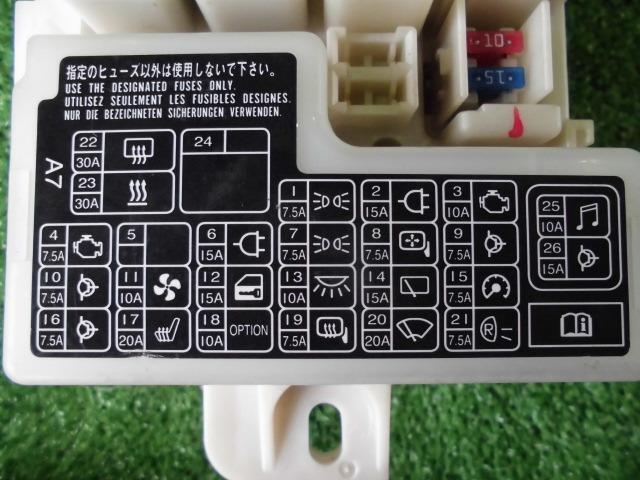 10
15
指定のヒューズ以外は使用しないで下さい。
USE THE DESIGNATED FUSES ONLY.
UTILISEZ SEULEMENT LES FUSIBLES DESIGNES.
NUR DIE BEZEICHNETEN SICHERUNGEN VERWENDEN.
A7
22 30A
24
23 30A
1 7.5A
2 15A
3 10A
25 10A
4 7.5A
5
6 15A
7 7.5A
8 7.5A
9 7.5A
26 15A
10 7.5A
11 10A
12 15A
13 10A
14 15A
15 7.5A
16 7.5A
17 20A
18 10A OPTION
19 7.5A
20 20A
21 7.5A R
i